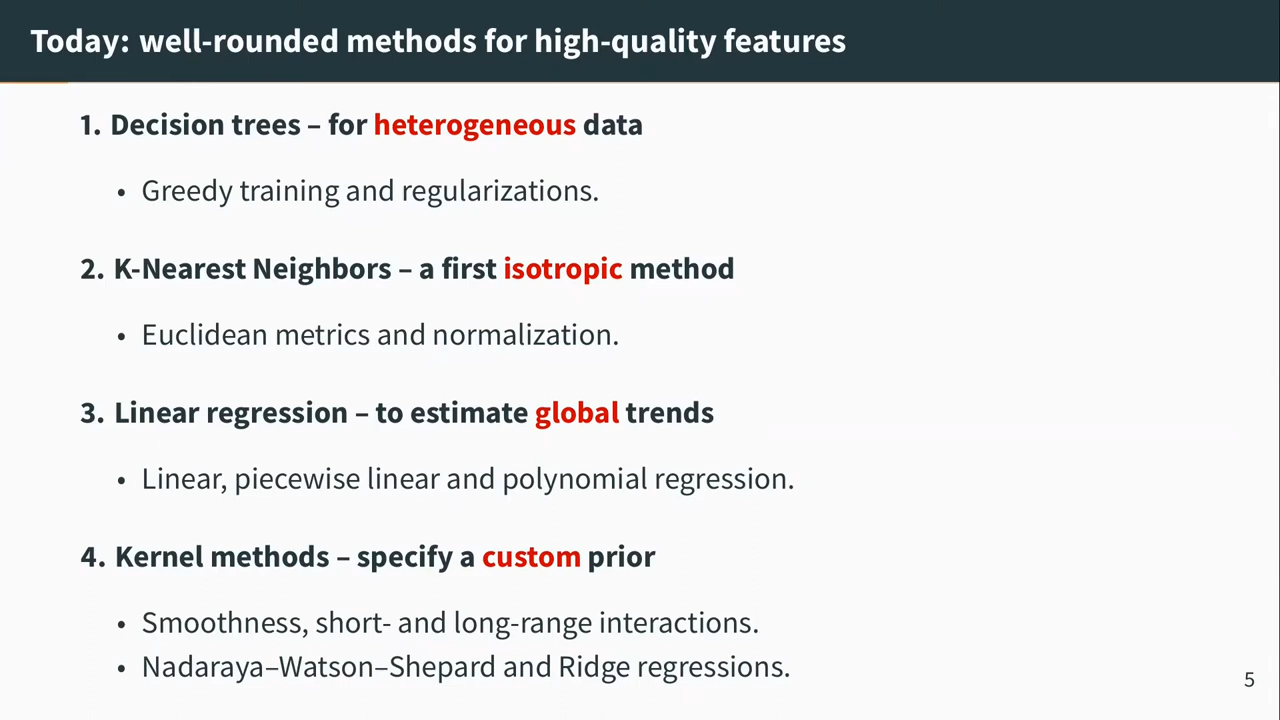 Today: well-rounded methods for high-quality features
1. Decision trees – for heterogeneous data
• Greedy training and regularizations.
2. K-Nearest Neighbors – a first isotropic method
• Euclidean metrics and normalization.
3. Linear regression – to estimate global trends
• Linear, piecewise linear and polynomial regression.
4. Kernel methods – specify a custom prior
• Smoothness, short- and long-range interactions.
• Nadaraya–Watson–Shepard and Ridge regressions.
5